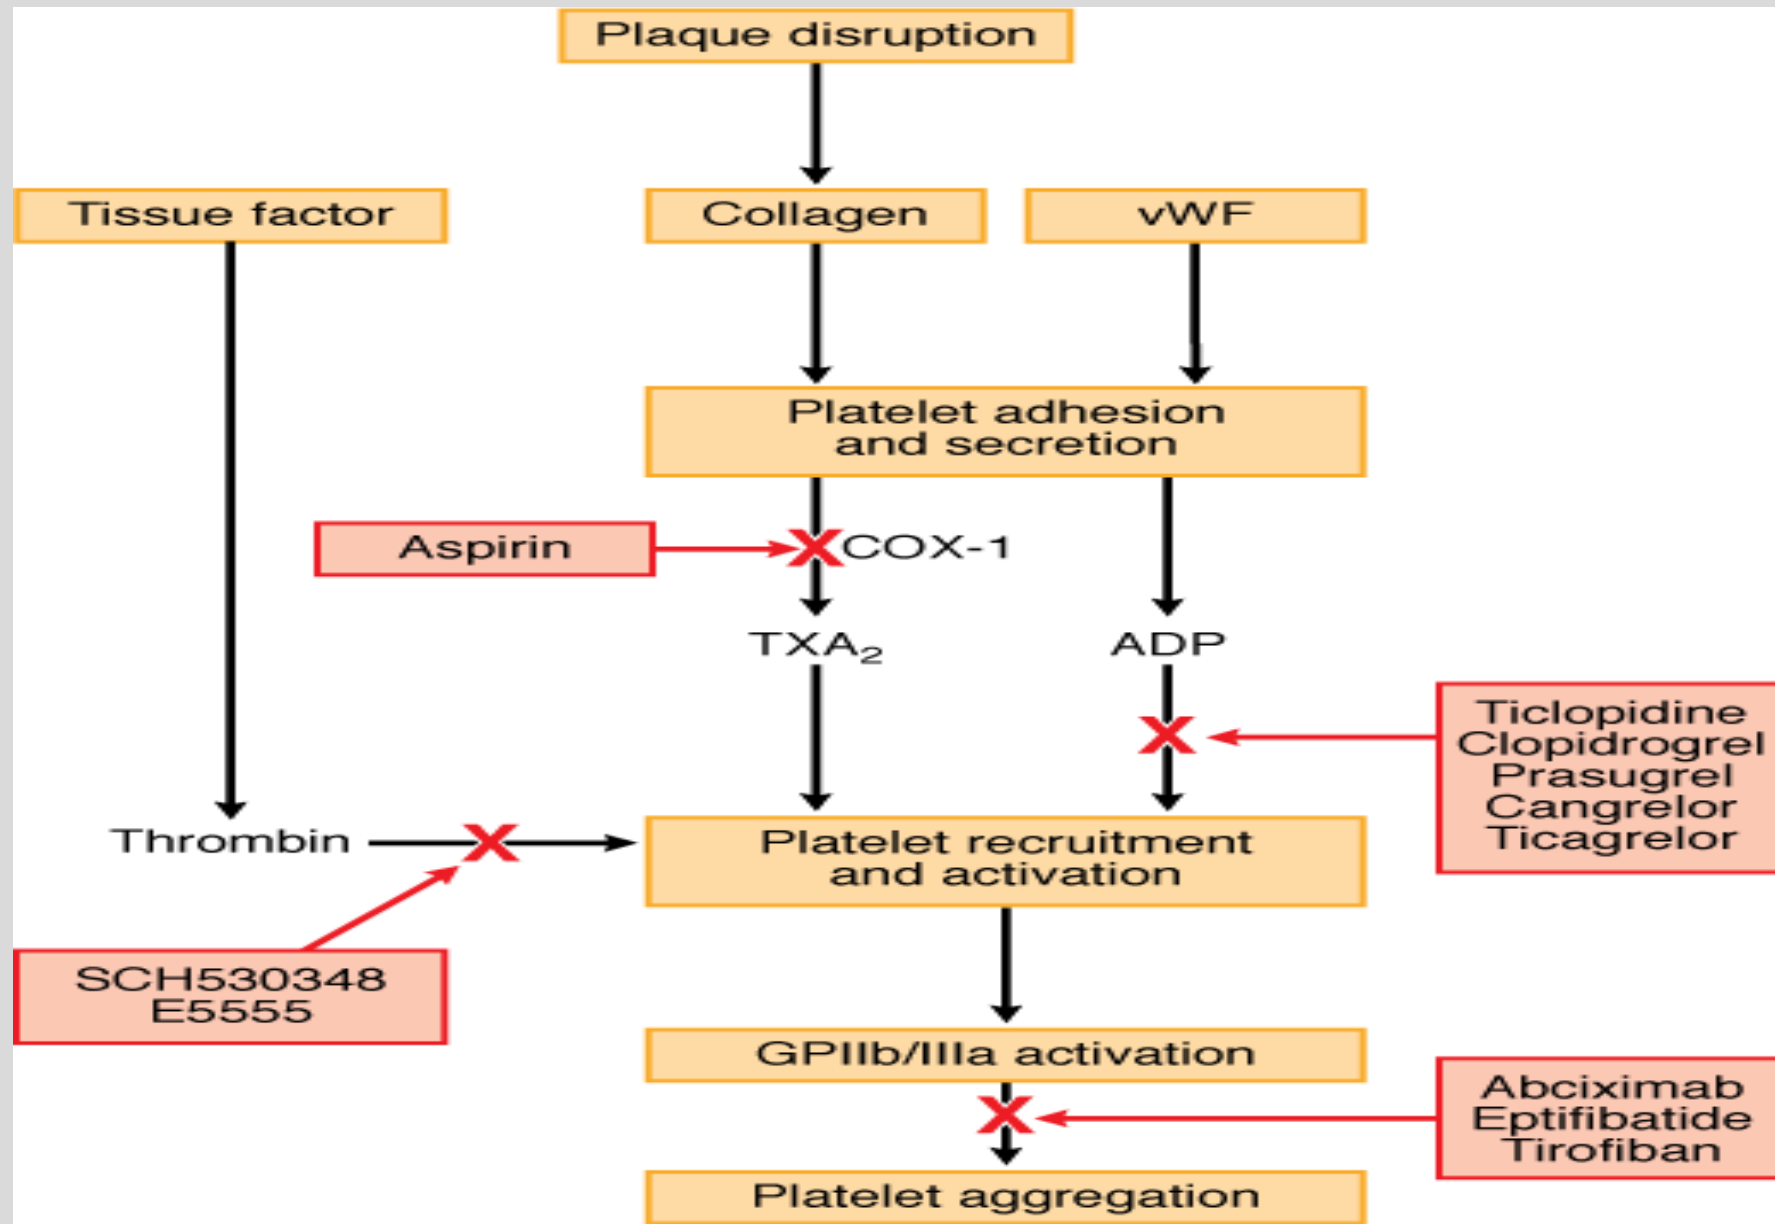 Plaque disruption
Tissue factor
Collagen
vWF
Platelet adhesion
and secretion
Aspirin
COX-1
TXA₂
ADP
Ticlopidine
Clopidrogrel
Prasugrel
Cangrelor
Ticagrelor
Thrombin
Platelet recruitment
and activation
SCH530348
E5555
GPIIb/IIIa activation
Abciximab
Eptifibatide
Tirofiban
Platelet aggregation